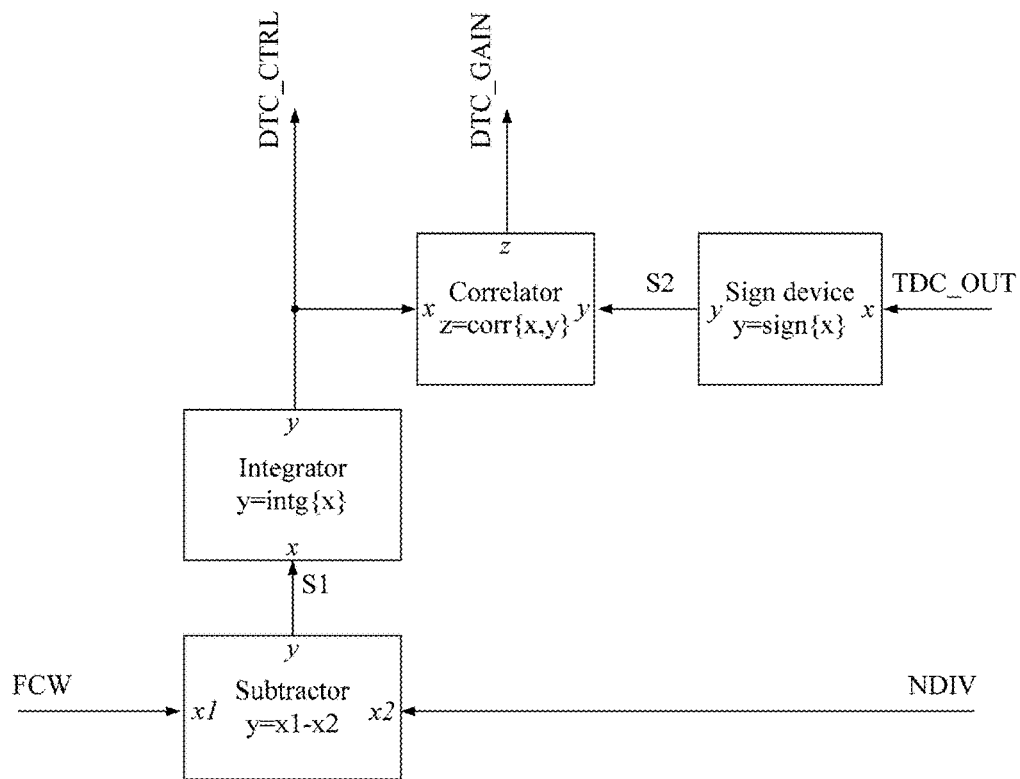 DTC_CTRL
DTC_GAIN
z
Correlator
x
z=corr{x,y}
y
S2
Sign device
y
y=sign{x}
x
TDC_OUT
y
Integrator
y=intg{x}
x
S1
y
FCW
Subtractor
x1
y=x1-x2
x2
NDIV